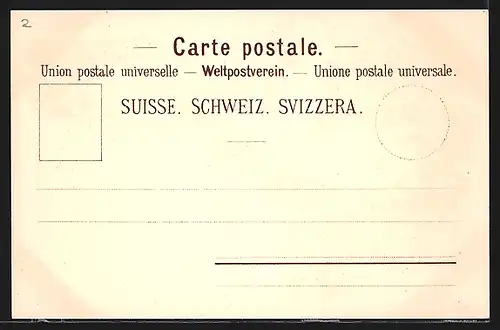 2
— Carte postale. —
Union postale universelle — Weltpostverein. — Unione postale universale.
SUISSE. SCHWEIZ. SVIZZERA.